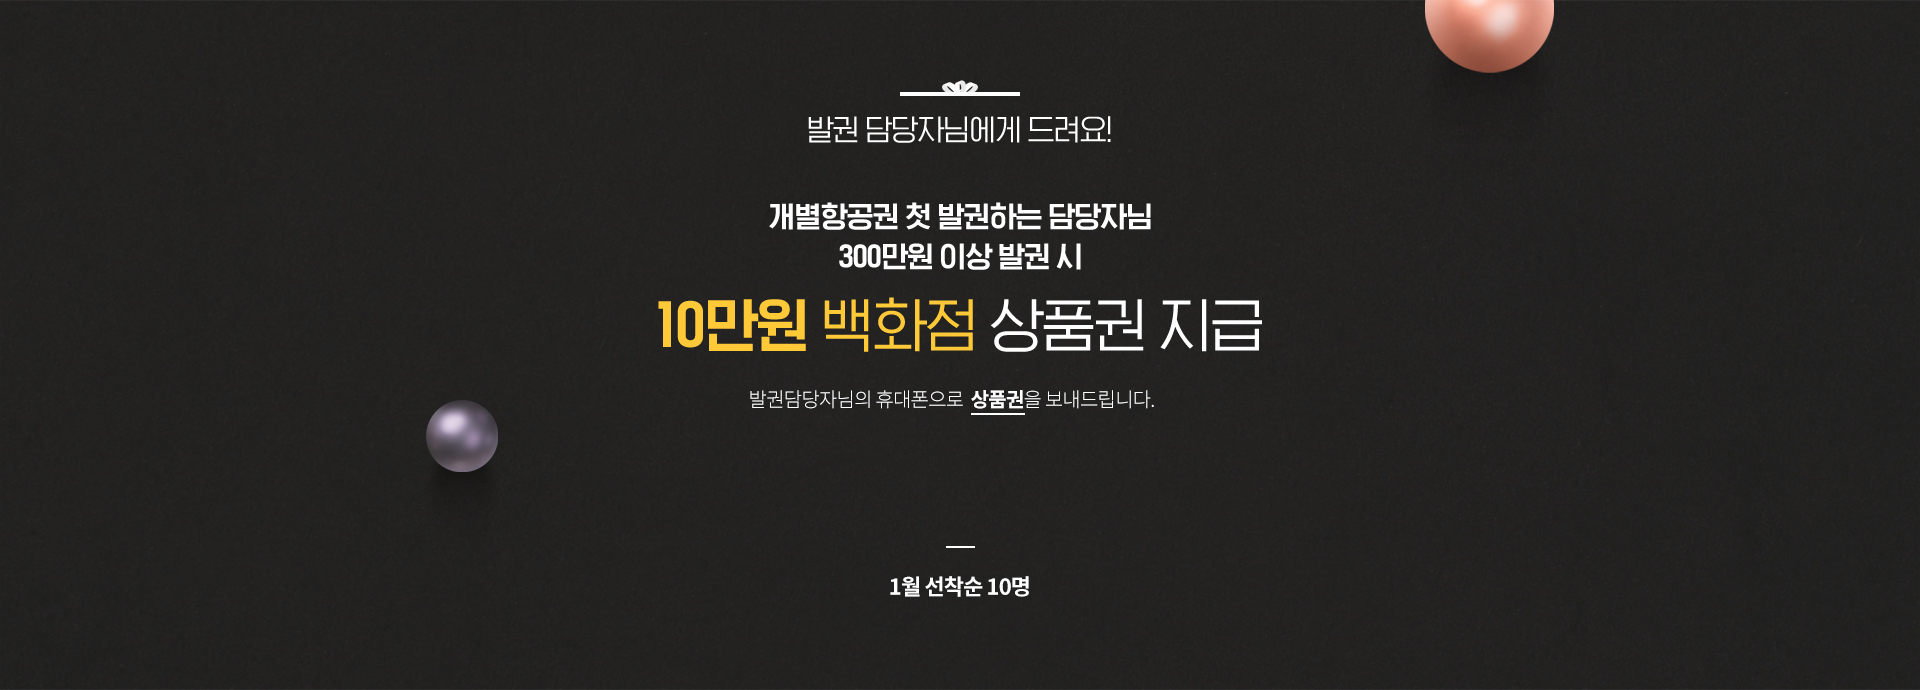 발권 담당자님에게 드려요!
개별항공권 첫 발권하는 담당자님
300만원 이상 발권 시
10만원 백화점 상품권 지급
발권담당자님의 휴대폰으로 상품권을 보내드립니다.
1월 선착순 10명